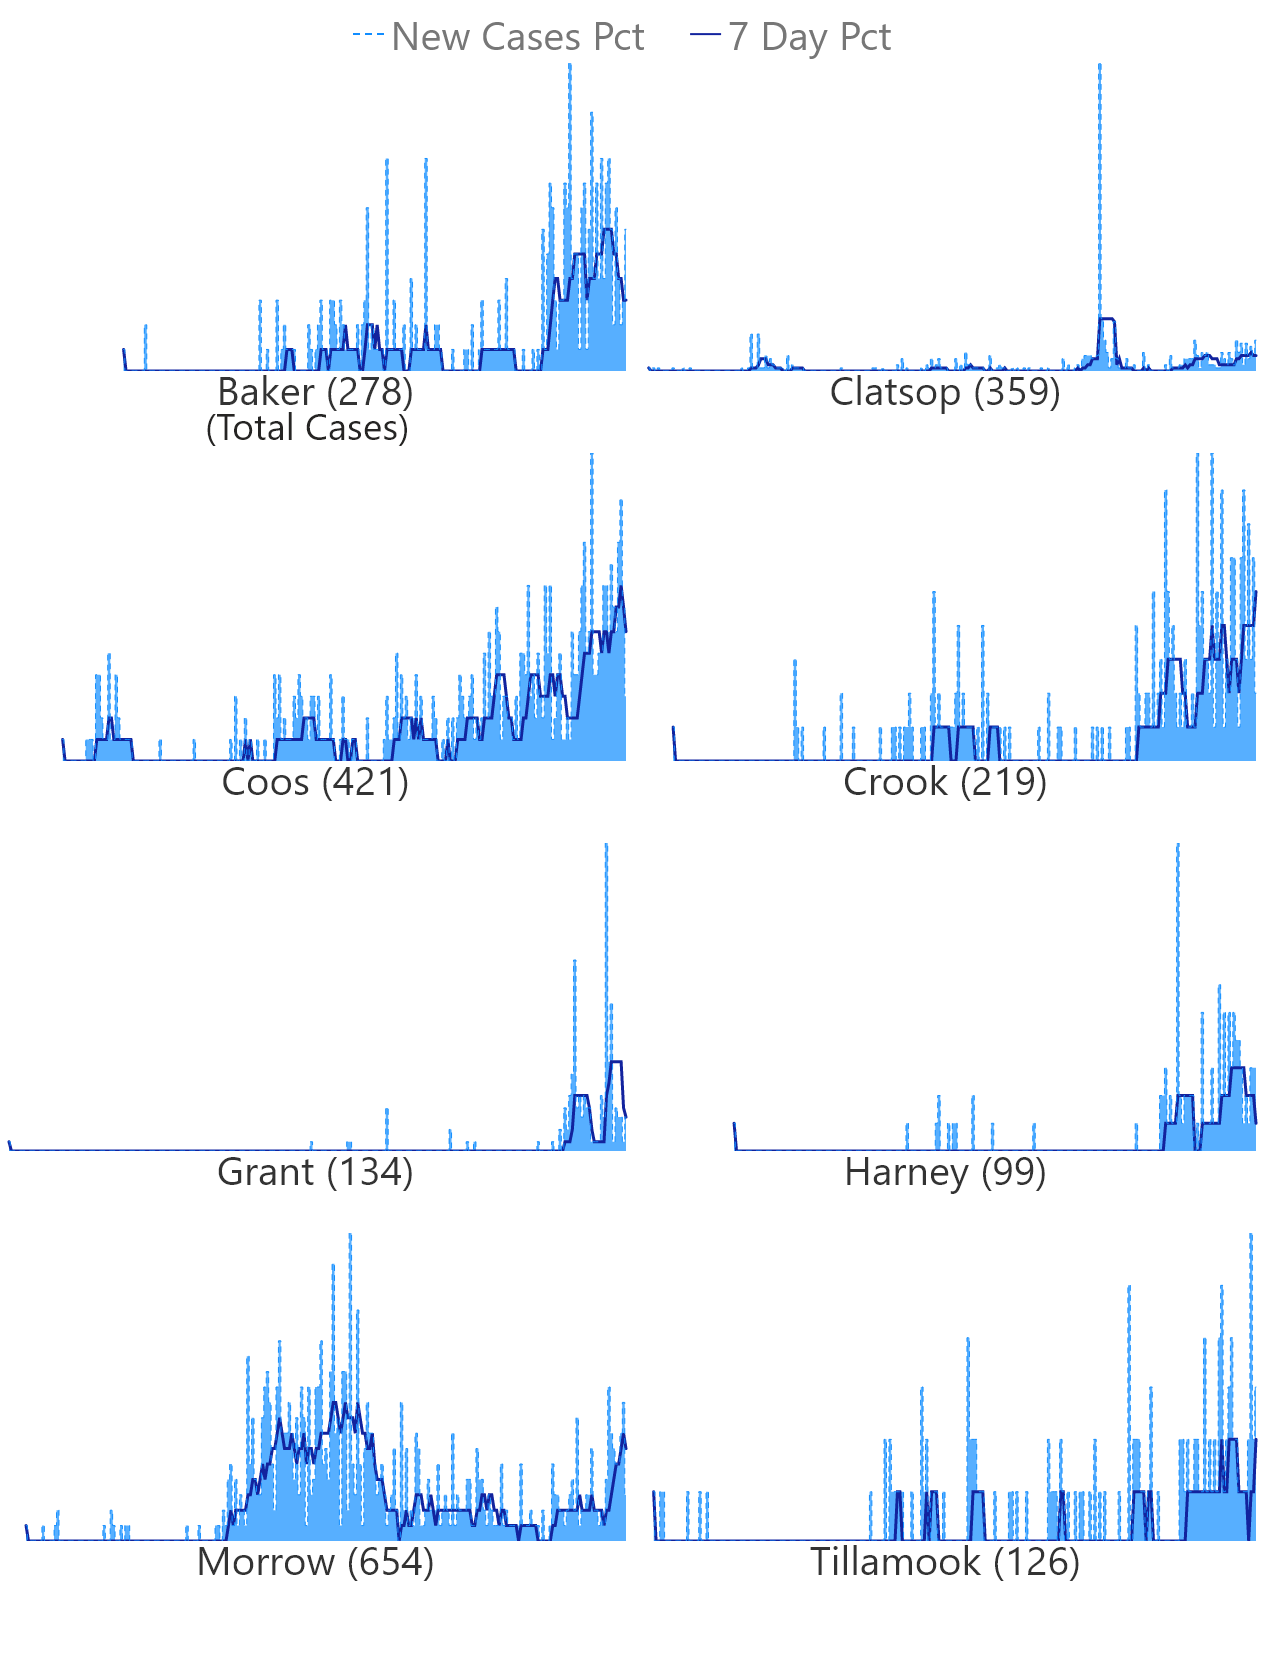 New Cases Pct 7 Day Pct
Baker (278) Clatsop (359)
(Total Cases)
Coos (421) Crook (219)
Grant (134) Harney (99)
Morrow (654) Tillamook (126)